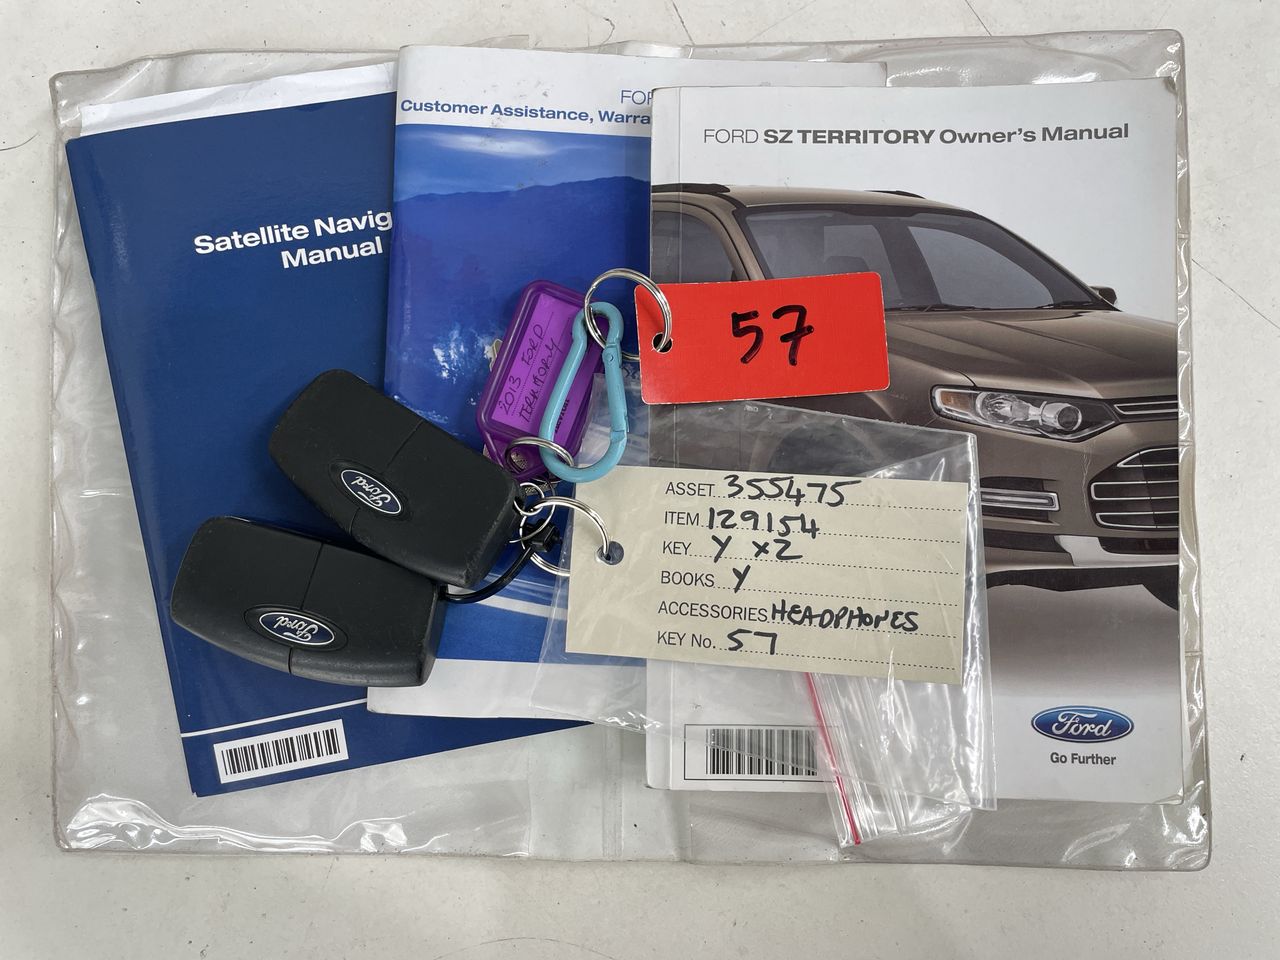 Satellite Navig
Manual
FOR
Customer Assistance, Warra
FORD SZ TERRITORY Owner's Manual
2013 FORD
TERRITORY
57
Ford
Ford
ASSET 355475
ITEM 129154
KEY Y x2
BOOKS Y
ACCESSORIES HEADPHONES
KEY No. 57
Ford
Go Further